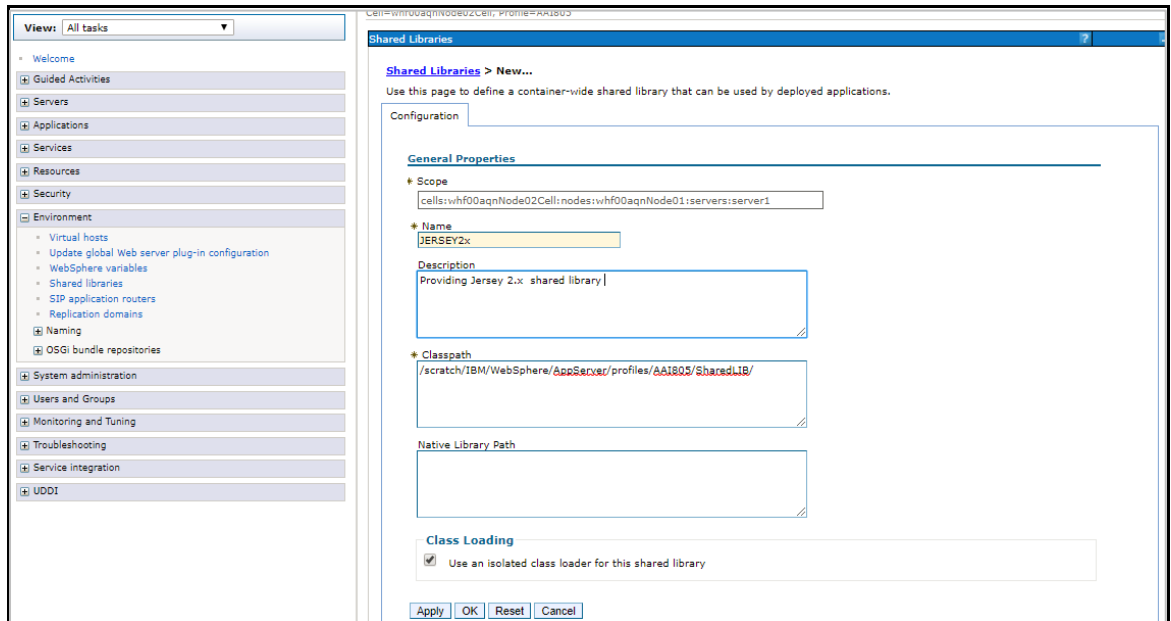 View: All tasks
Welcome
Guided Activities
Servers
Applications
Services
Resources
Security
Environment
Virtual hosts
Update global Web server plug-in configuration
WebSphere variables
Shared libraries
SIP application routers
Replication domains
Naming
OSGi bundle repositories
System administration
Users and Groups
Monitoring and Tuning
Troubleshooting
Service integration
UDDI
Cell=whf00aqnNode02Cell, Profile=AAI805
Shared Libraries ?
Shared Libraries > New...
Use this page to define a container-wide shared library that can be used by deployed applications.
Configuration
General Properties
* Scope
cells:whf00aqnNode02Cell:nodes:whf00aqnNode01:servers:server1
* Name
JERSEY2x
Description
Providing Jersey 2.x shared library
* Classpath
/scratch/IBM/WebSphere/AppServer/profiles/AAI805/SharedLIB/
Native Library Path
Class Loading
Use an isolated class loader for this shared library
Apply OK Reset Cancel